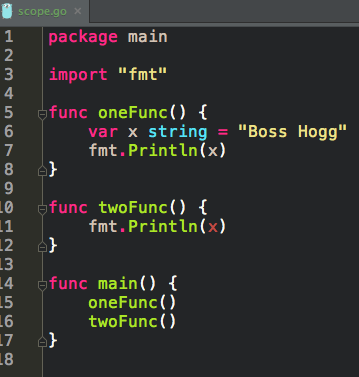 scope.go ×
1 package main
2
3 import "fmt"
4
5 func oneFunc() {
6     var x string = "Boss Hogg"
7     fmt.Println(x)
8 }
9
10 func twoFunc() {
11     fmt.Println(x)
12 }
13
14 func main() {
15     oneFunc()
16     twoFunc()
17 }
18